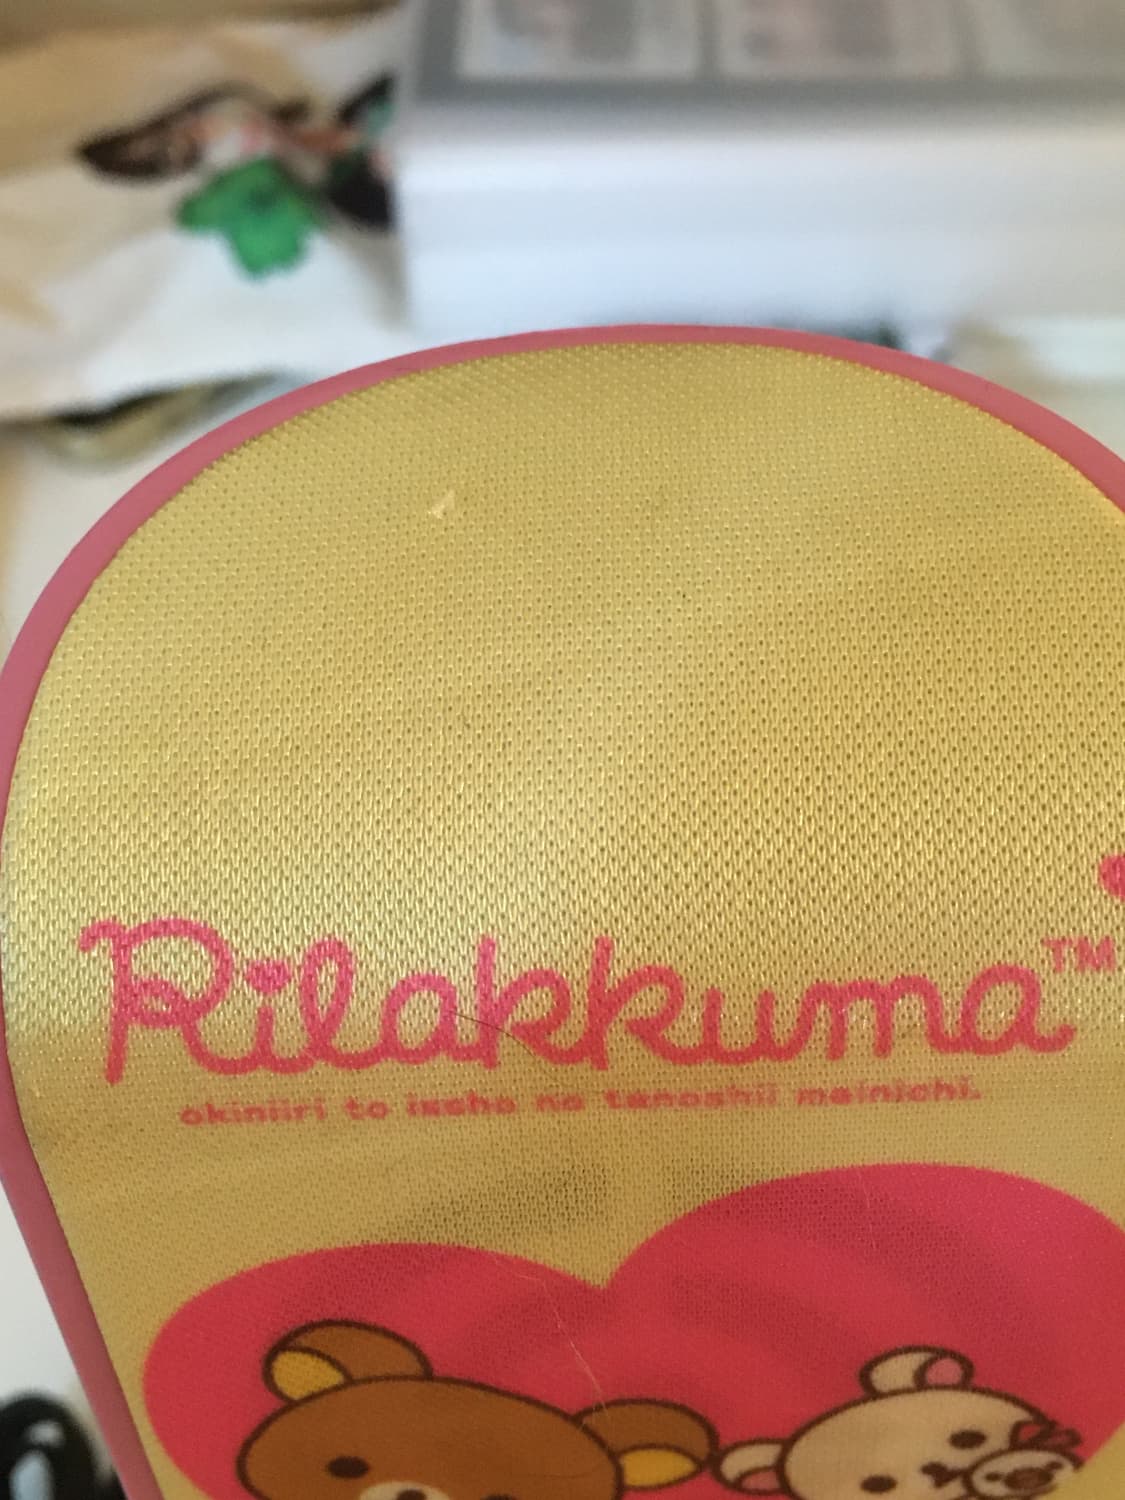 Rilakkuma™
okiniiri to issho no tanoshii mainichi.